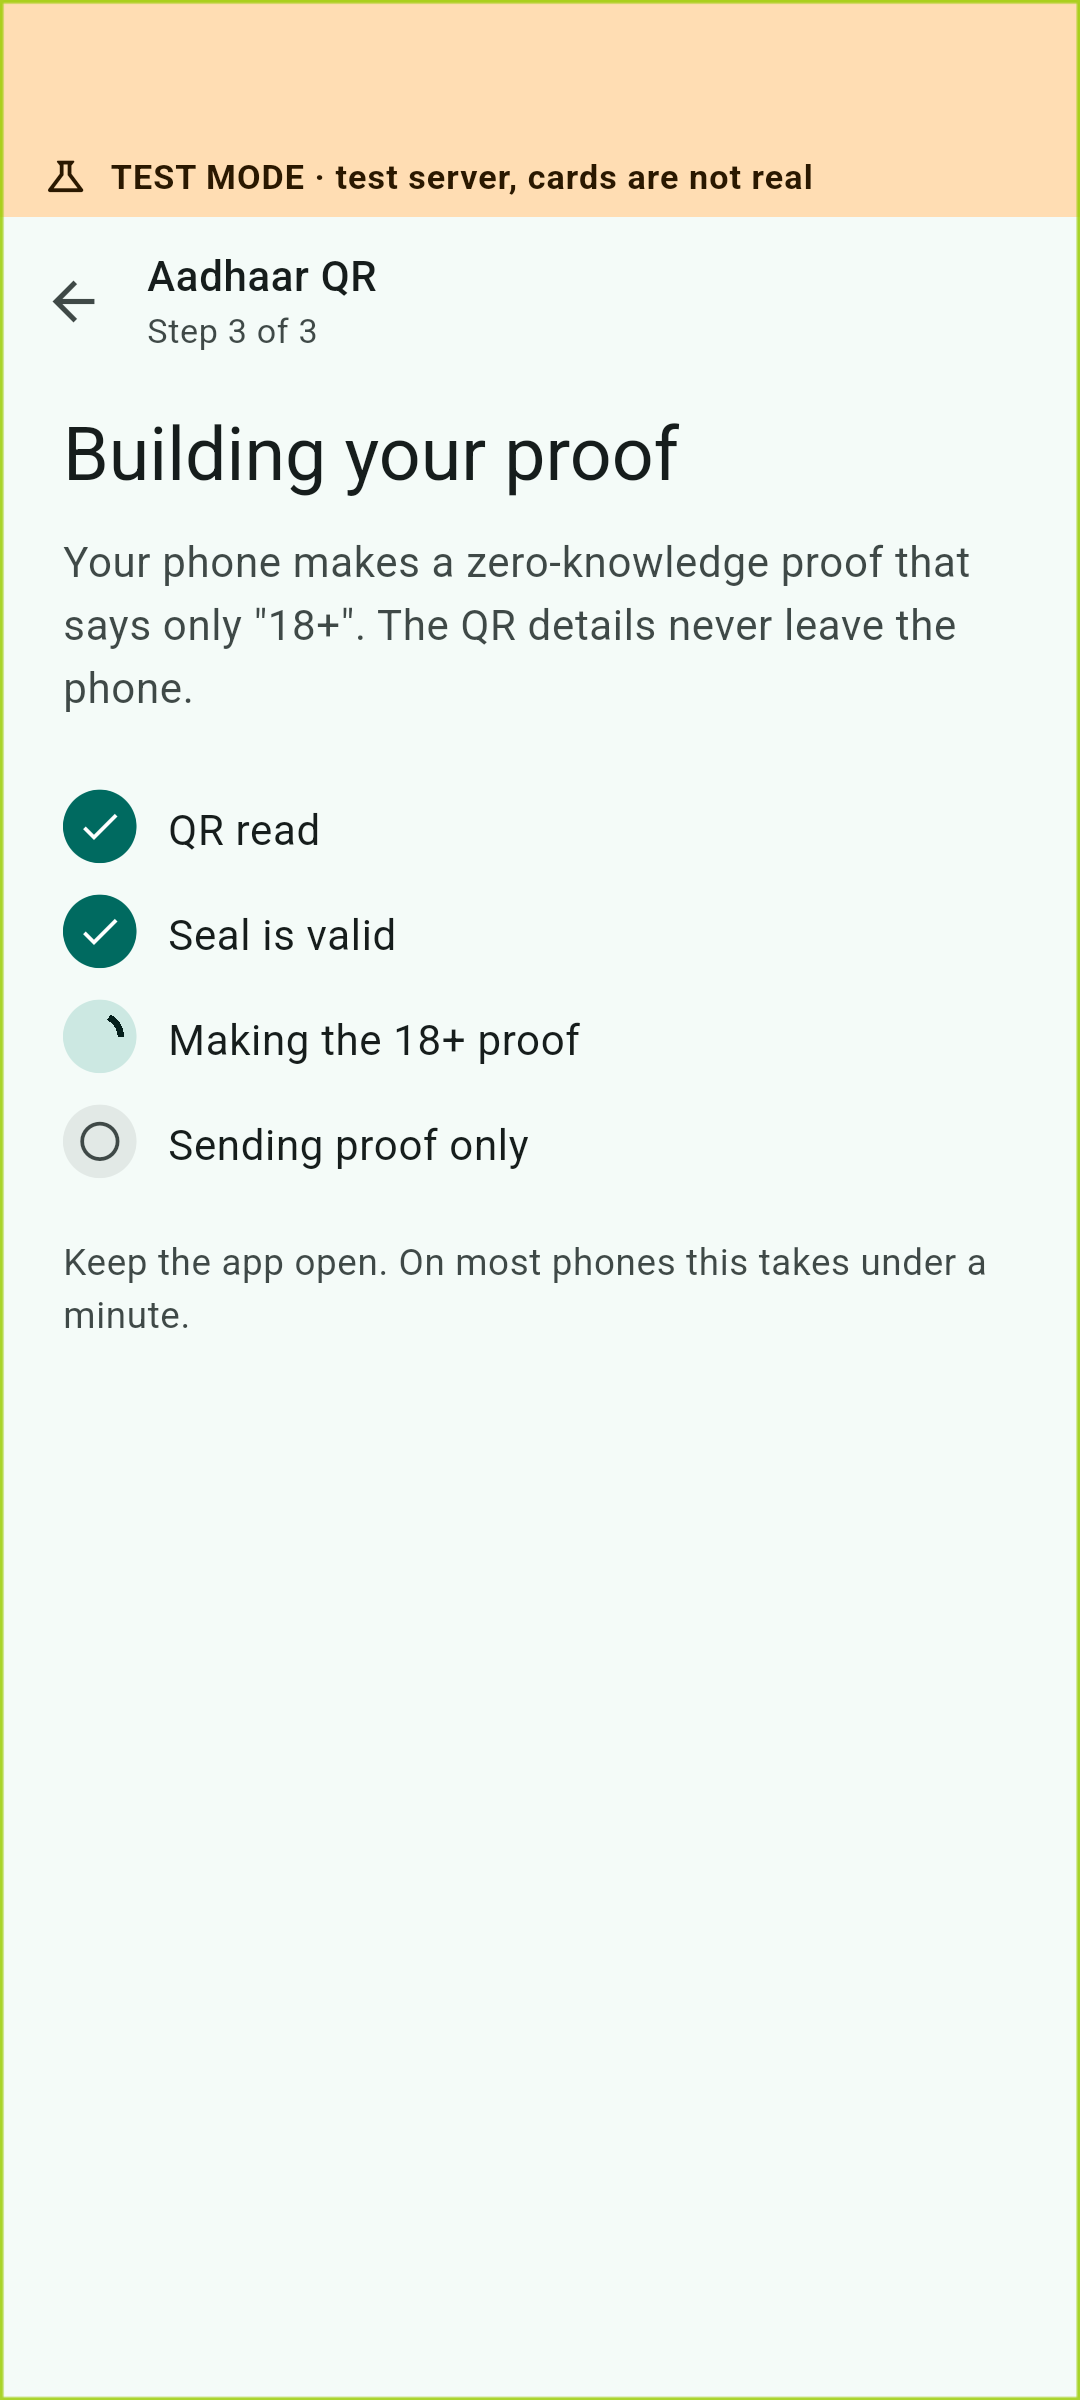 TEST MODE · test server, cards are not real
Aadhaar QR
Step 3 of 3
Building your proof
Your phone makes a zero-knowledge proof that
says only "18+". The QR details never leave the
phone.
QR read
Seal is valid
Making the 18+ proof
Sending proof only
Keep the app open. On most phones this takes under a
minute.